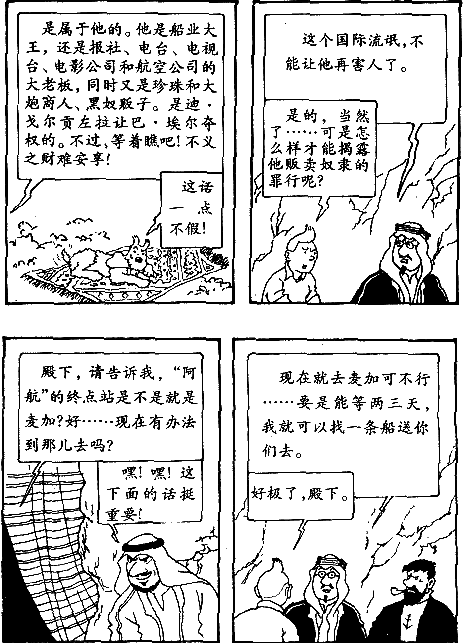 是属于他的。他是船业大
王，还是报社、电台、电视
台、电影公司和航空公司的
大老板，同时又是珍珠和大
炮商人、黑奴贩子。是迪·
戈尔贡左拉让巴·埃尔夺
权的。不过，等着瞧吧！不义
之财难安享！
这话
一点
不假！
这个国际流氓，不
能让他再害人了。
是的，当然
了……可是怎
么样才能揭露
他贩卖奴隶的
罪行呢？
殿下，请告诉我，“阿
航”的终点站是不是就是
麦加？好……现在有办法
到那儿去吗？
嘿！嘿！这
下面的话挺
重要！
现在就去麦加可不行
……要是能等两三天，
我就可以找一条船送你
们去。
好极了，殿下。